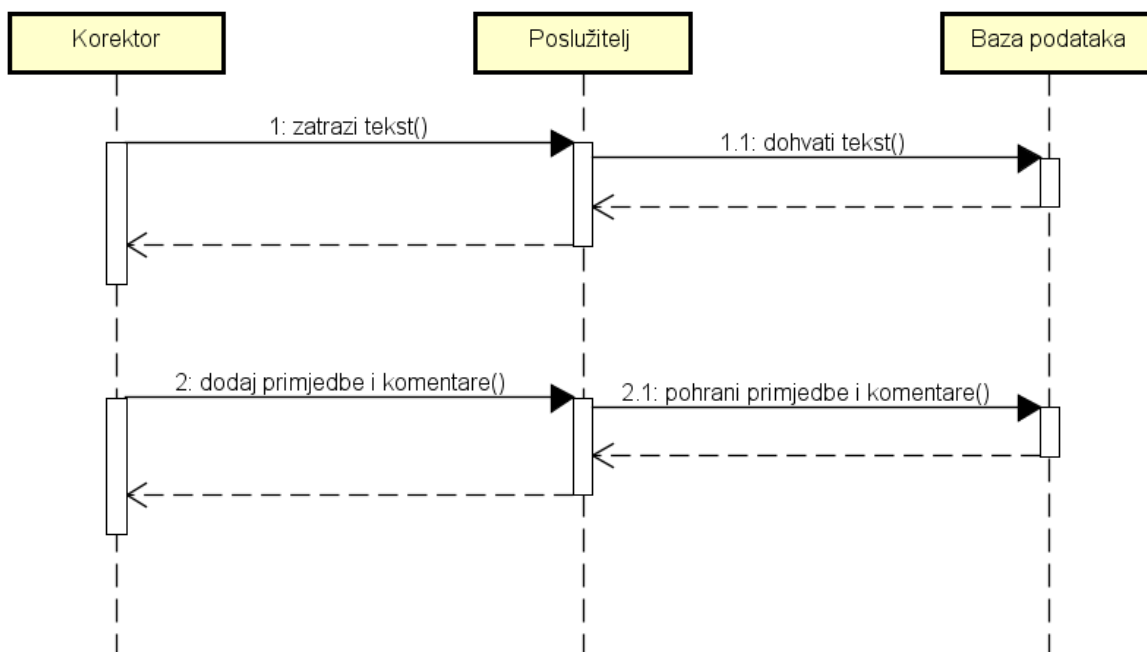 Korektor
Poslužitelj
Baza podataka
1: zatrazi tekst()
1.1: dohvati tekst()
2: dodaj primjedbe i komentare()
2.1: pohrani primjedbe i komentare()